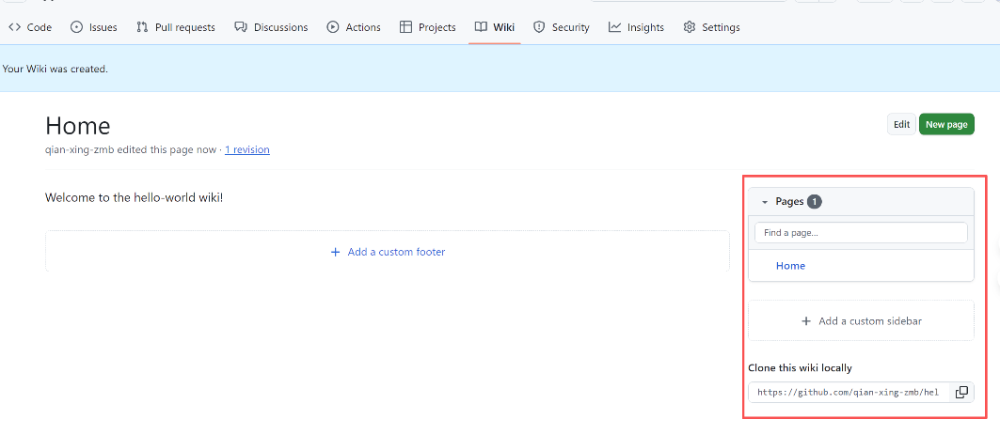 Code Issues Pull requests Discussions Actions Projects Wiki Security Insights Settings
Your Wiki was created.
Home
Edit New page
qian-xing-zmb edited this page now · 1 revision
Welcome to the hello-world wiki!
Add a custom footer
Pages 1
Find a page...
Home
Add a custom sidebar
Clone this wiki locally
https://github.com/qian-xing-zmb/hel